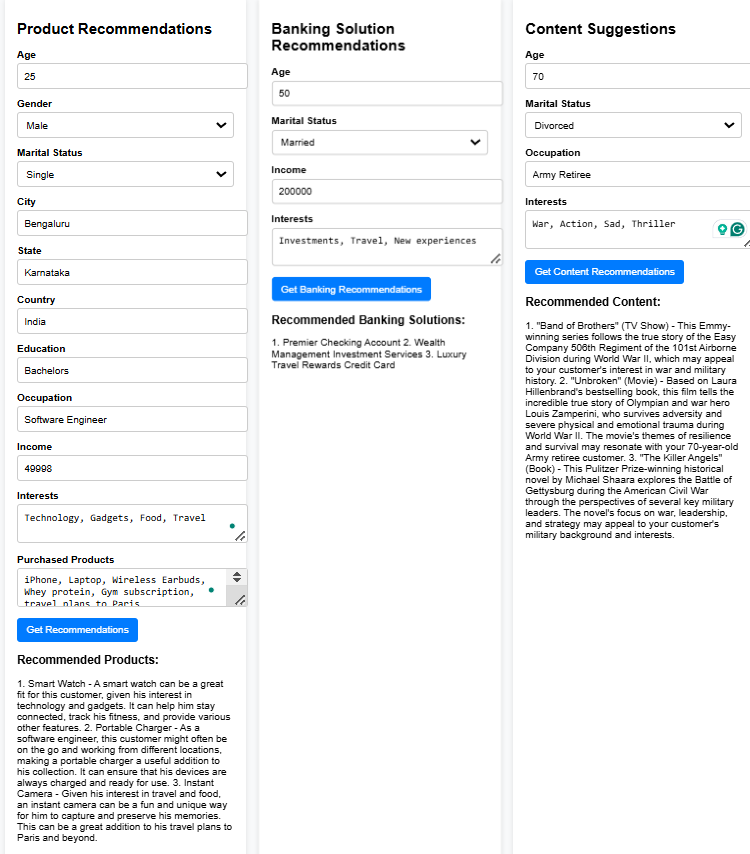 Product Recommendations
Age
25
Gender
Male
Marital Status
Single
City
Bengaluru
State
Karnataka
Country
India
Education
Bachelors
Occupation
Software Engineer
Income
49998
Interests
Technology, Gadgets, Food, Travel
Purchased Products
iPhone, Laptop, Wireless Earbuds,
Whey protein, Gym subscription,
travel plans to Paris
Get Recommendations
Recommended Products:
1. Smart Watch - A smart watch can be a great
fit for this customer, given his interest in
technology and gadgets. It can help him stay
connected, track his fitness, and provide various
other features. 2. Portable Charger - As a
software engineer, this customer might often be
on the go and working from different locations,
making a portable charger a useful addition to
his collection. It can ensure that his devices are
always charged and ready for use. 3. Instant
Camera - Given his interest in travel and food,
an instant camera can be a fun and unique way
for him to capture and preserve his memories.
This can be a great addition to his travel plans to
Paris and beyond.
Banking Solution
Recommendations
Age
50
Marital Status
Married
Income
200000
Interests
Investments, Travel, New experiences
Get Banking Recommendations
Recommended Banking Solutions:
1. Premier Checking Account 2. Wealth
Management Investment Services 3. Luxury
Travel Rewards Credit Card
Content Suggestions
Age
70
Marital Status
Divorced
Occupation
Army Retiree
Interests
War, Action, Sad, Thriller
Get Content Recommendations
Recommended Content:
1. "Band of Brothers" (TV Show) - This Emmy-
winning series follows the true story of the Easy
Company 506th Regiment of the 101st Airborne
Division during World War II, which may appeal
to your customer's interest in war and military
history. 2. "Unbroken" (Movie) - Based on Laura
Hillenbrand's bestselling book, this film tells the
incredible true story of Olympian and war hero
Louis Zamperini, who survives adversity and
severe physical and emotional trauma during
World War II. The movie's themes of resilience
and survival may resonate with your 70-year-old
Army retiree customer. 3. "The Killer Angels"
(Book) - This Pulitzer Prize-winning historical
novel by Michael Shaara explores the Battle of
Gettysburg during the American Civil War
through the perspectives of several key military
leaders. The novel's focus on war, leadership,
and strategy may appeal to your customer's
military background and interests.